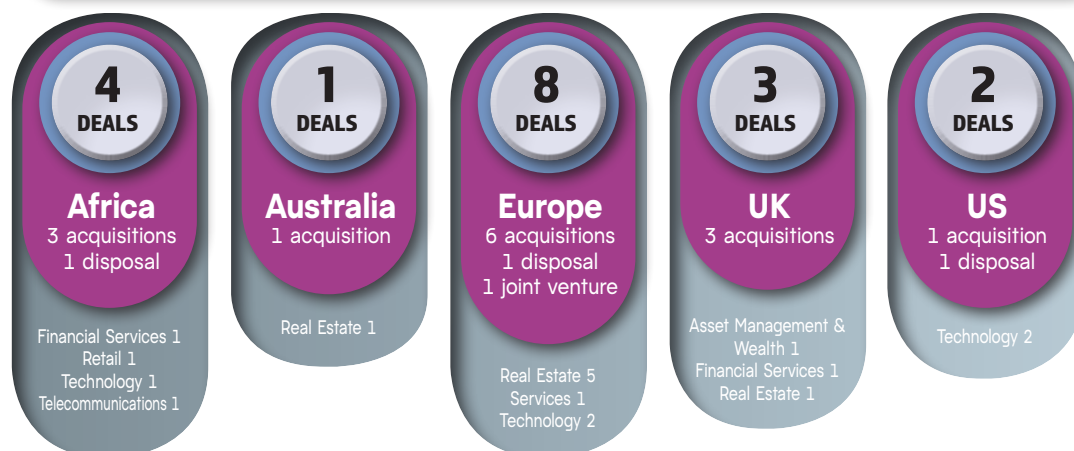 4
DEALS
Africa
3 acquisitions
1 disposal
Financial Services 1
Retail 1
Technology 1
Telecommunications 1
1
DEALS
Australia
1 acquisition
Real Estate 1
8
DEALS
Europe
6 acquisitions
1 disposal
1 joint venture
Real Estate 5
Services 1
Technology 2
3
DEALS
UK
3 acquisitions
Asset Management &
Wealth 1
Financial Services 1
Real Estate 1
2
DEALS
US
1 acquisition
1 disposal
Technology 2